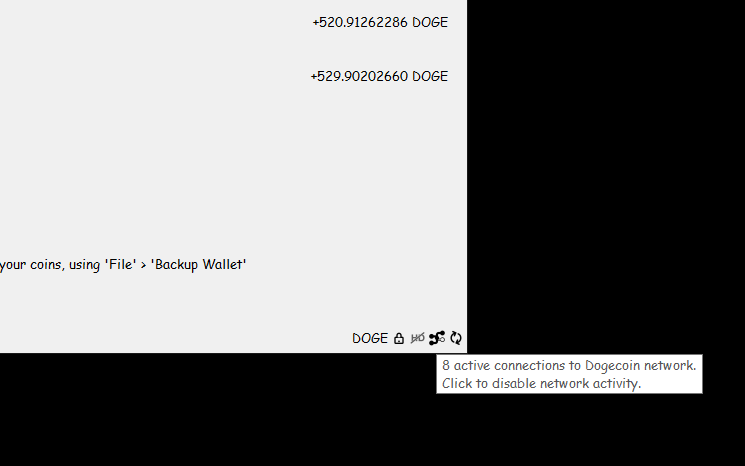 +520.91262286 DOGE
+529.90202660 DOGE
your coins, using 'File' > 'Backup Wallet'
DOGE HD
8 active connections to Dogecoin network.
Click to disable network activity.